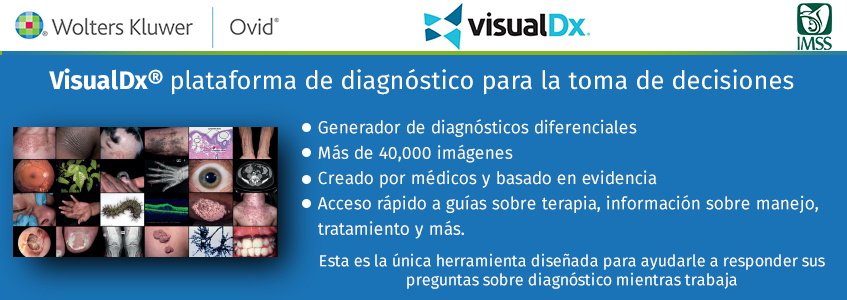 Wolters Kluwer
Ovid®
visualDx®
IMSS
VisualDx® plataforma de diagnóstico para la toma de decisiones
Generador de diagnósticos diferenciales
Más de 40,000 imágenes
Creado por médicos y basado en evidencia
Acceso rápido a guías sobre terapia, información sobre manejo,
tratamiento y más.
Esta es la única herramienta diseñada para ayudarle a responder sus
preguntas sobre diagnóstico mientras trabaja